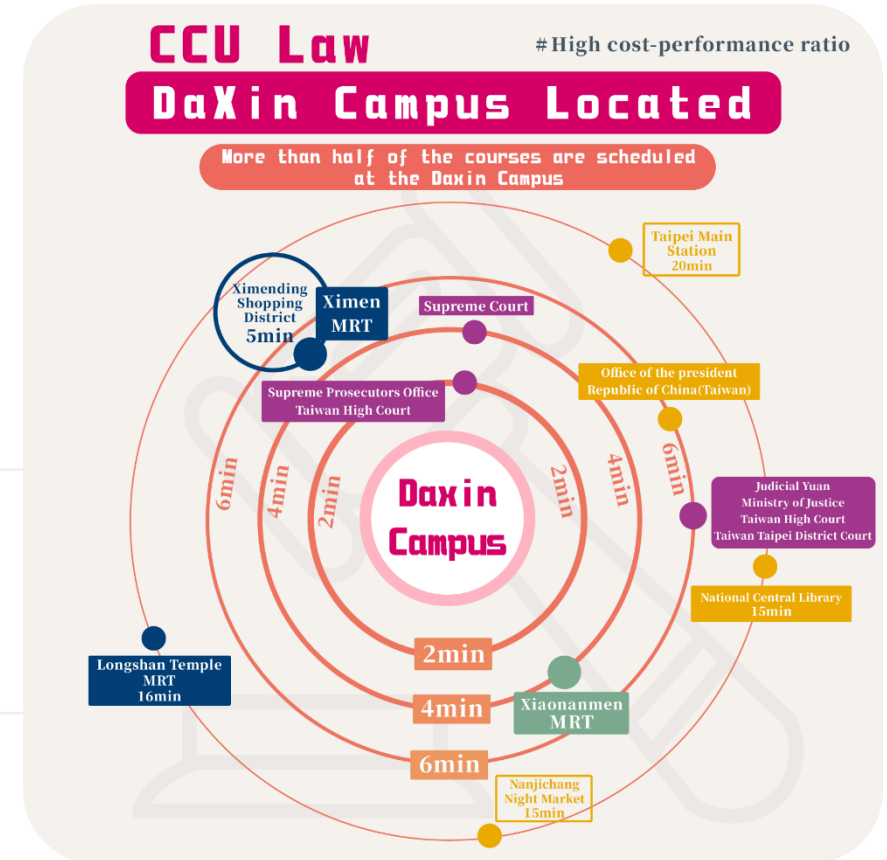 CCU Law
#High cost-performance ratio
DaXin Campus Located
More than half of the courses are scheduled
at the Daxin Campus
Taipei Main
Station
20min
Ximending
Shopping
District
5min
Ximen
MRT
Supreme Court
Office of the president
Republic of China(Taiwan)
Supreme Prosecutors Office
Taiwan High Court
6min
4min
2min
Daxin
Campus
2min
4min
6min
Judicial Yuan
Ministry of Justice
Taiwan High Court
Taiwan Taipei District Court
National Central Library
15min
Longshan Temple
MRT
16min
2min
4min
6min
Xiaonanmen
MRT
Nanjichang
Night Market
15min